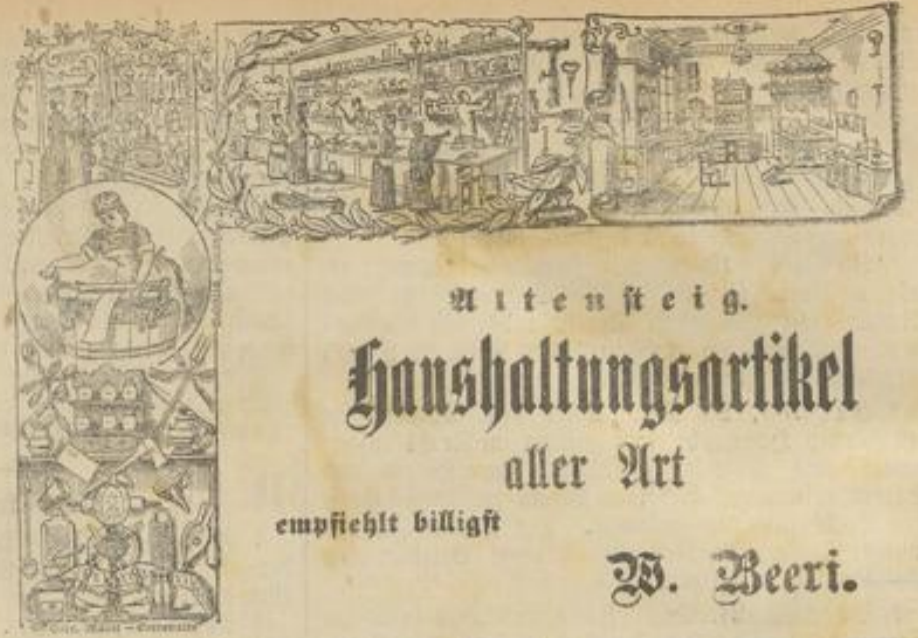 Altensteig.
Haushaltungsartikel
aller Art
empfiehlt billigst
W. Beeri.